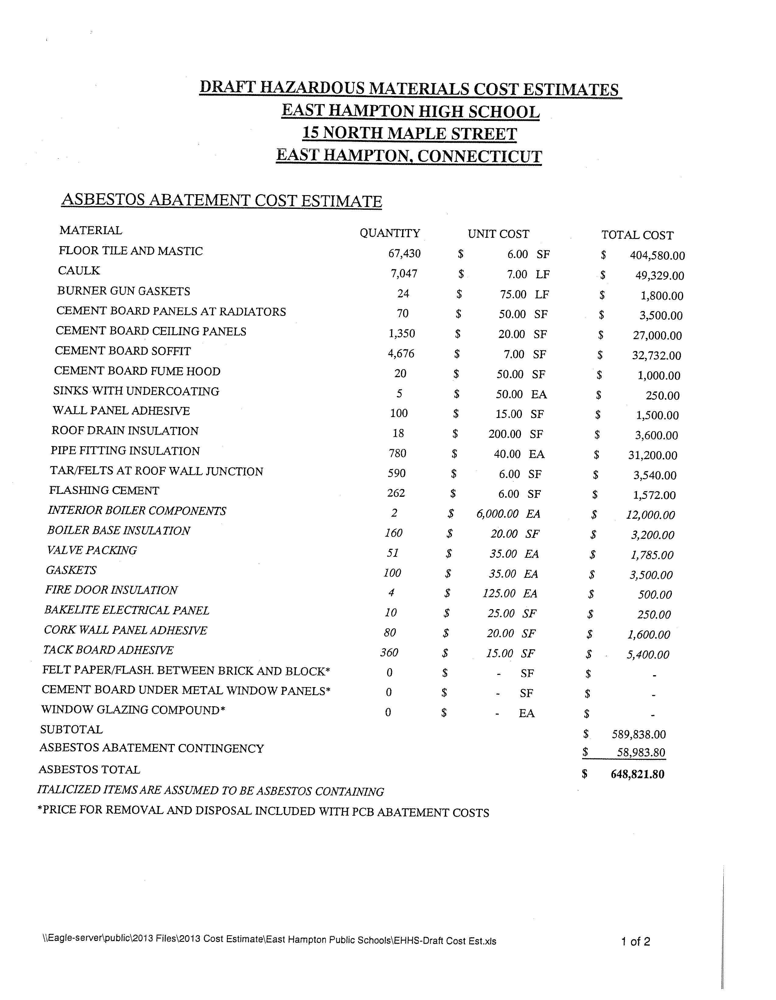 DRAFT HAZARDOUS MATERIALS COST ESTIMATES
EAST HAMPTON HIGH SCHOOL
15 NORTH MAPLE STREET
EAST HAMPTON, CONNECTICUT
ASBESTOS ABATEMENT COST ESTIMATE
MATERIAL QUANTITY UNIT COST TOTAL COST
FLOOR TILE AND MASTIC 67,430 $ 6.00 SF $ 404,580.00
CAULK 7,047 $ 7.00 LF $ 49,329.00
BURNER GUN GASKETS 24 $ 75.00 LF $ 1,800.00
CEMENT BOARD PANELS AT RADIATORS 70 $ 50.00 SF $ 3,500.00
CEMENT BOARD CEILING PANELS 1,350 $ 20.00 SF $ 27,000.00
CEMENT BOARD SOFFIT 4,676 $ 7.00 SF $ 32,732.00
CEMENT BOARD FUME HOOD 20 $ 50.00 SF $ 1,000.00
SINKS WITH UNDERCOATING 5 $ 50.00 EA $ 250.00
WALL PANEL ADHESIVE 100 $ 15.00 SF $ 1,500.00
ROOF DRAIN INSULATION 18 $ 200.00 SF $ 3,600.00
PIPE FITTING INSULATION 780 $ 40.00 EA $ 31,200.00
TAR/FELTS AT ROOF WALL JUNCTION 590 $ 6.00 SF $ 3,540.00
FLASHING CEMENT 262 $ 6.00 SF $ 1,572.00
INTERIOR BOILER COMPONENTS 2 $ 6,000.00 EA $ 12,000.00
BOILER BASE INSULATION 160 $ 20.00 SF $ 3,200.00
VALVE PACKING 51 $ 35.00 EA $ 1,785.00
GASKETS 100 $ 35.00 EA $ 3,500.00
FIRE DOOR INSULATION 4 $ 125.00 EA $ 500.00
BAKELITE ELECTRICAL PANEL 10 $ 25.00 SF $ 250.00
CORK WALL PANEL ADHESIVE 80 $ 20.00 SF $ 1,600.00
TACK BOARD ADHESIVE 360 $ 15.00 SF $ 5,400.00
FELT PAPER/FLASH. BETWEEN BRICK AND BLOCK* 0 $ - SF $ -
CEMENT BOARD UNDER METAL WINDOW PANELS* 0 $ - SF $ -
WINDOW GLAZING COMPOUND* 0 $ - EA $ -
SUBTOTAL $ 589,838.00
ASBESTOS ABATEMENT CONTINGENCY $ 58,983.80
ASBESTOS TOTAL $ 648,821.80
ITALICIZED ITEMS ARE ASSUMED TO BE ASBESTOS CONTAINING
*PRICE FOR REMOVAL AND DISPOSAL INCLUDED WITH PCB ABATEMENT COSTS
\\Eagle-server\public\2013 Files\2013 Cost Estimate\East Hampton Public Schools\EHHS-Draft Cost Est.xls 1 of 2